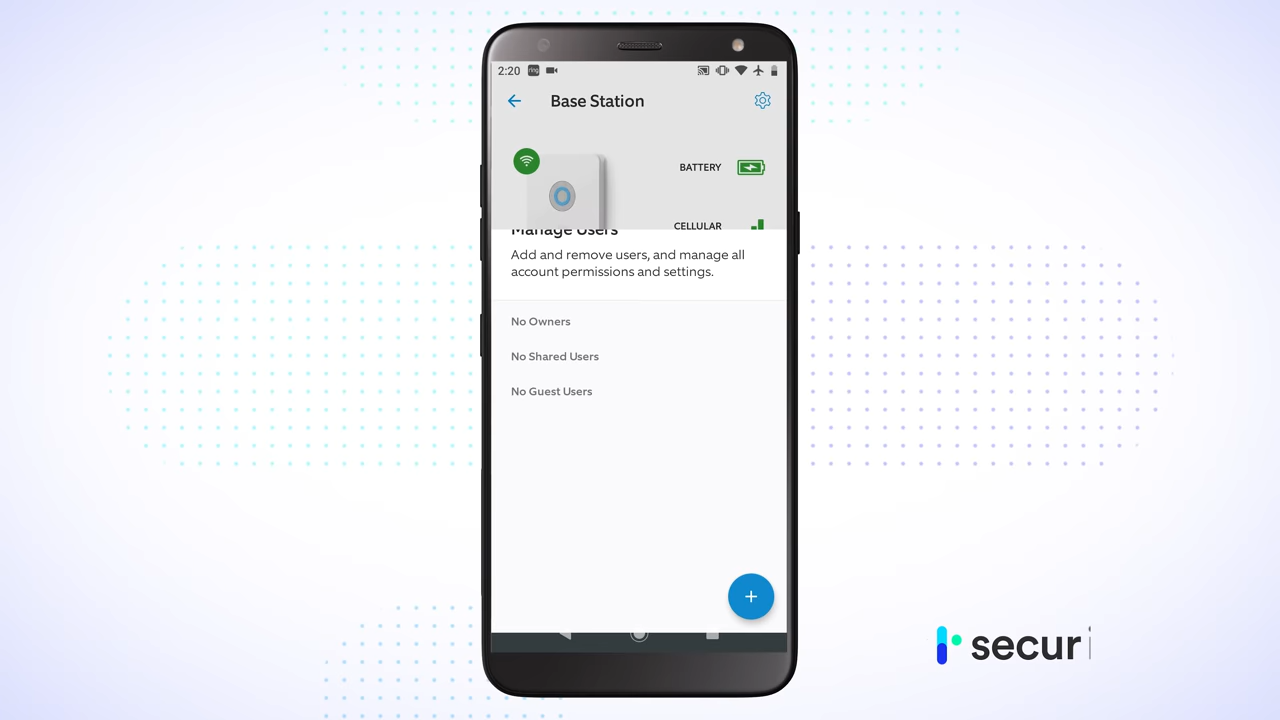 2:20 ring
Base Station
BATTERY
CELLULAR
Manage Users
Add and remove users, and manage all
account permissions and settings.
No Owners
No Shared Users
No Guest Users
+
secur